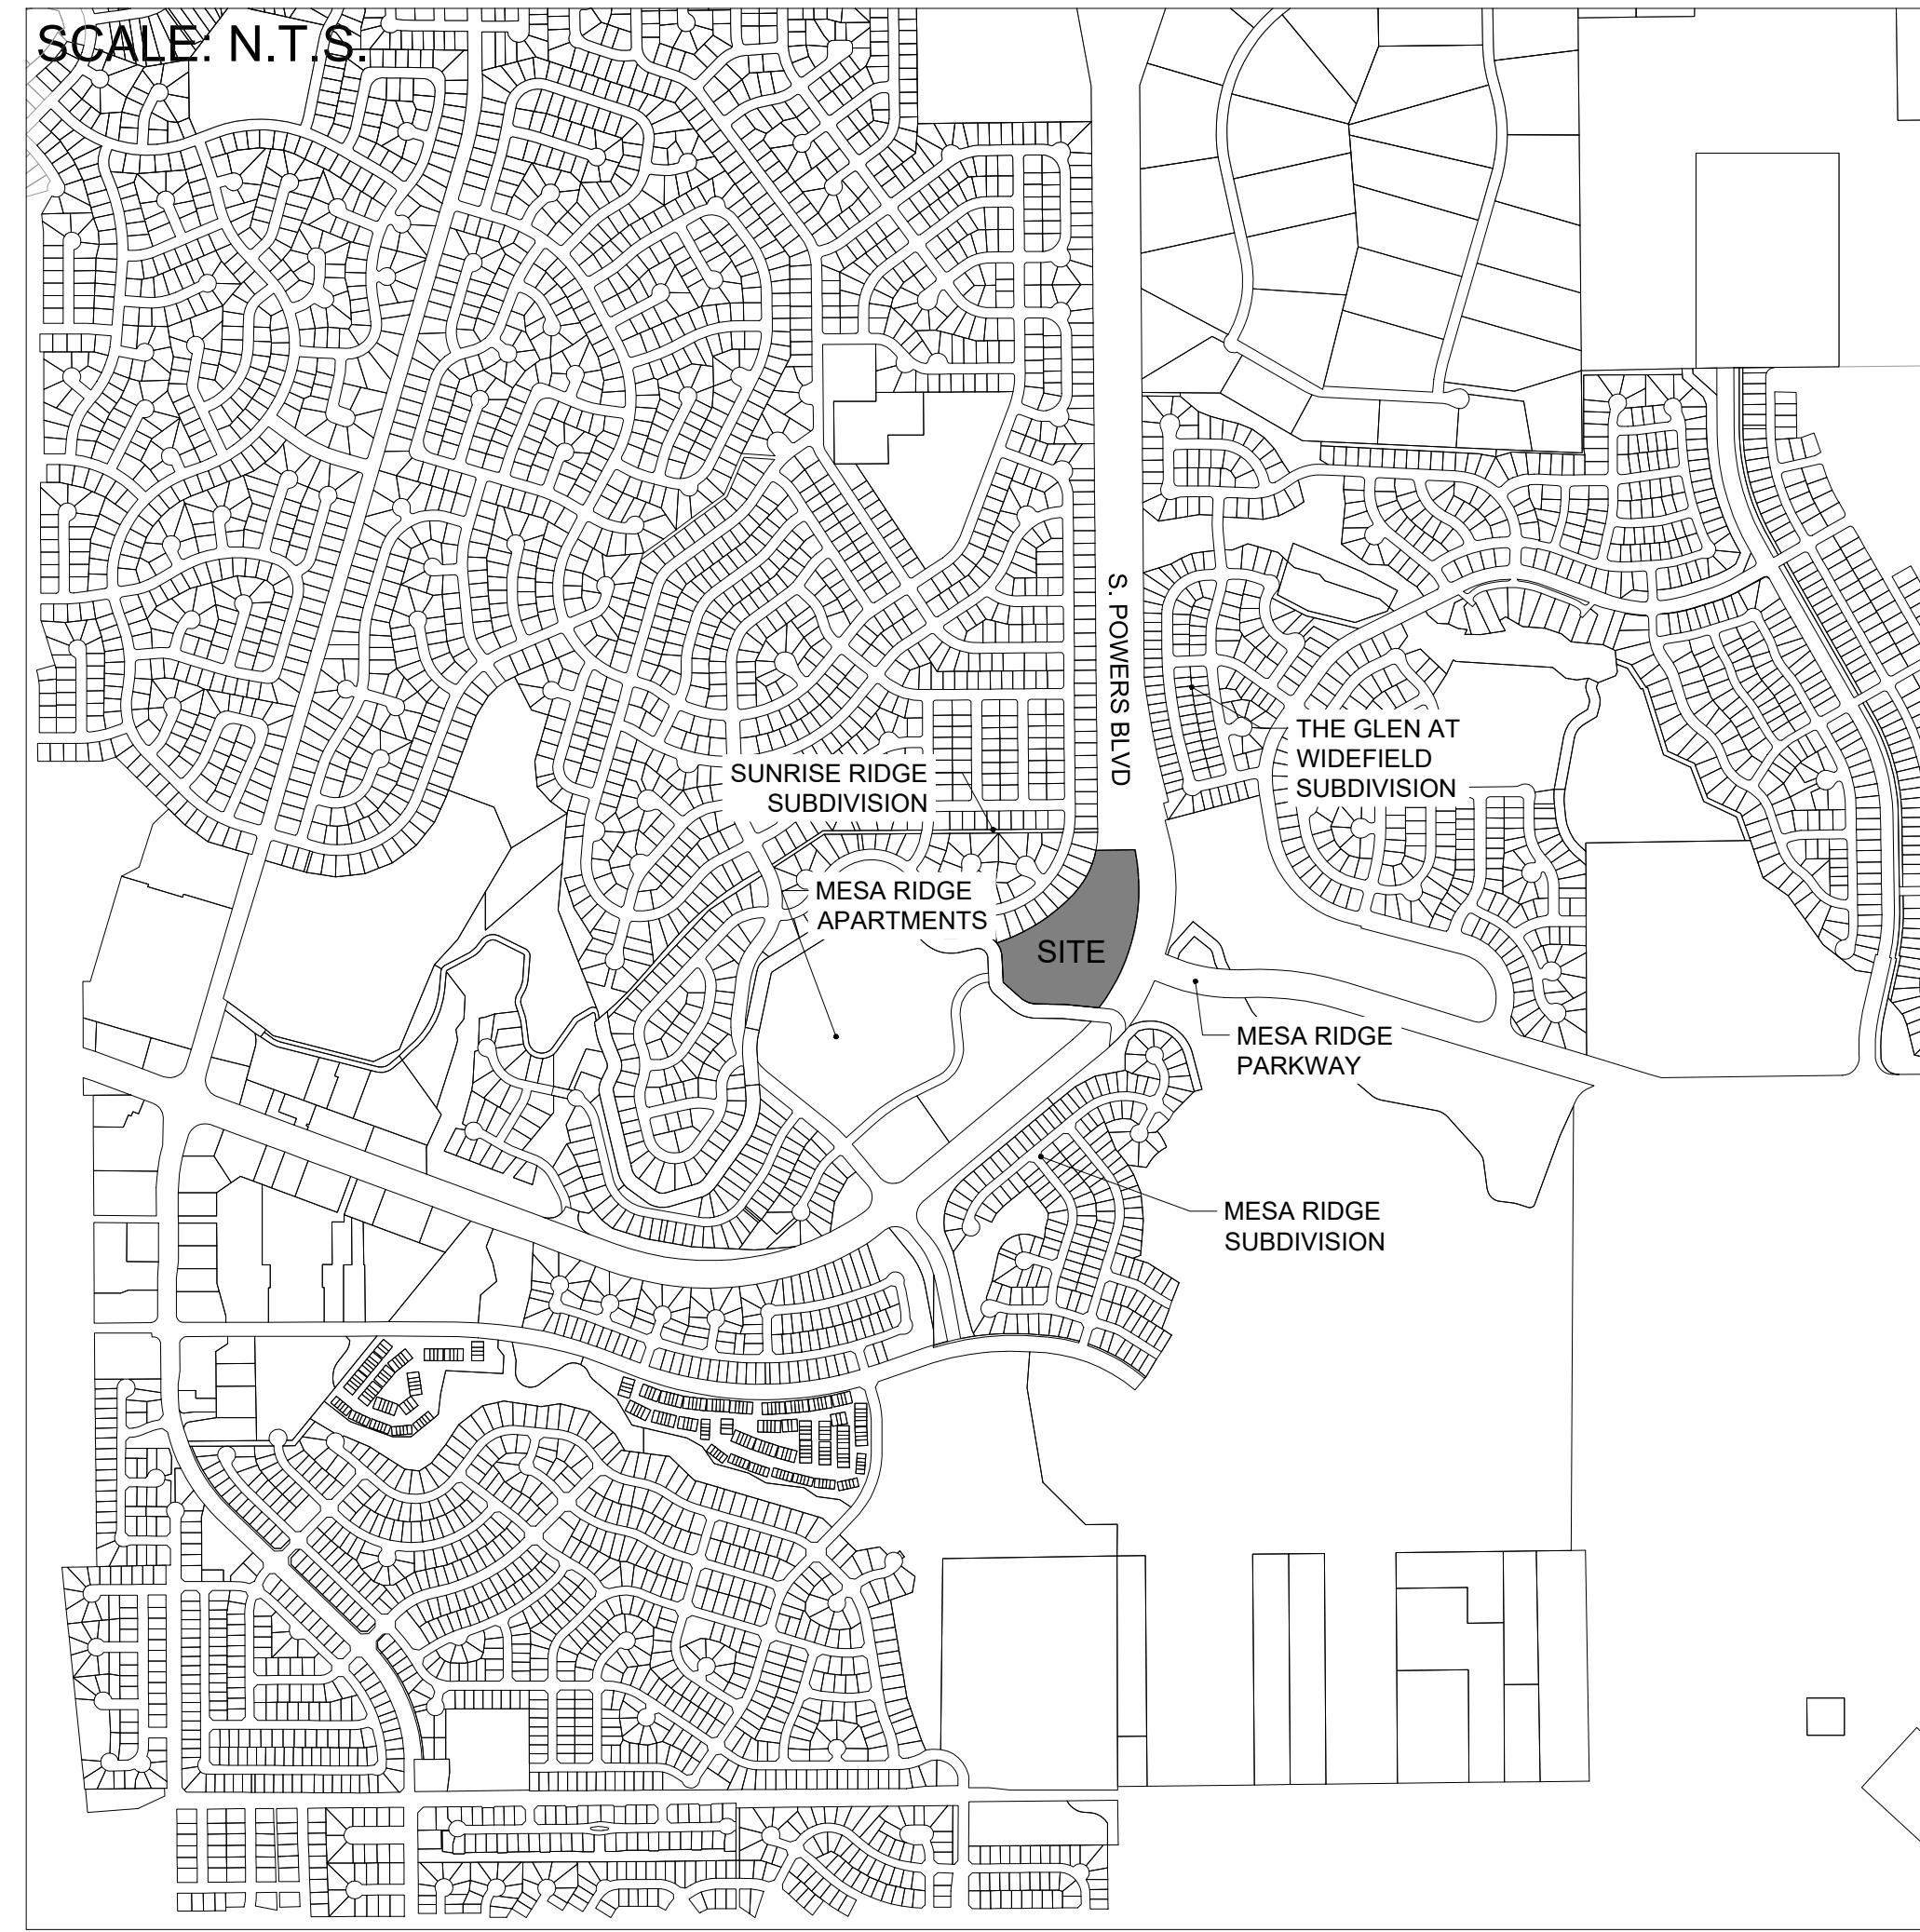 SCALE: N.T.S.
S. POWERS BLVD
THE GLEN AT
WIDEFIELD
SUBDIVISION
SUNRISE RIDGE
SUBDIVISION
MESA RIDGE
APARTMENTS
SITE
MESA RIDGE
PARKWAY
MESA RIDGE
SUBDIVISION